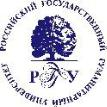 РОССИЙСКИЙ ГОСУДАРСТВЕННЫЙ ГУМАНИТАРНЫЙ УНИВЕРСИТЕТ
РГГУ